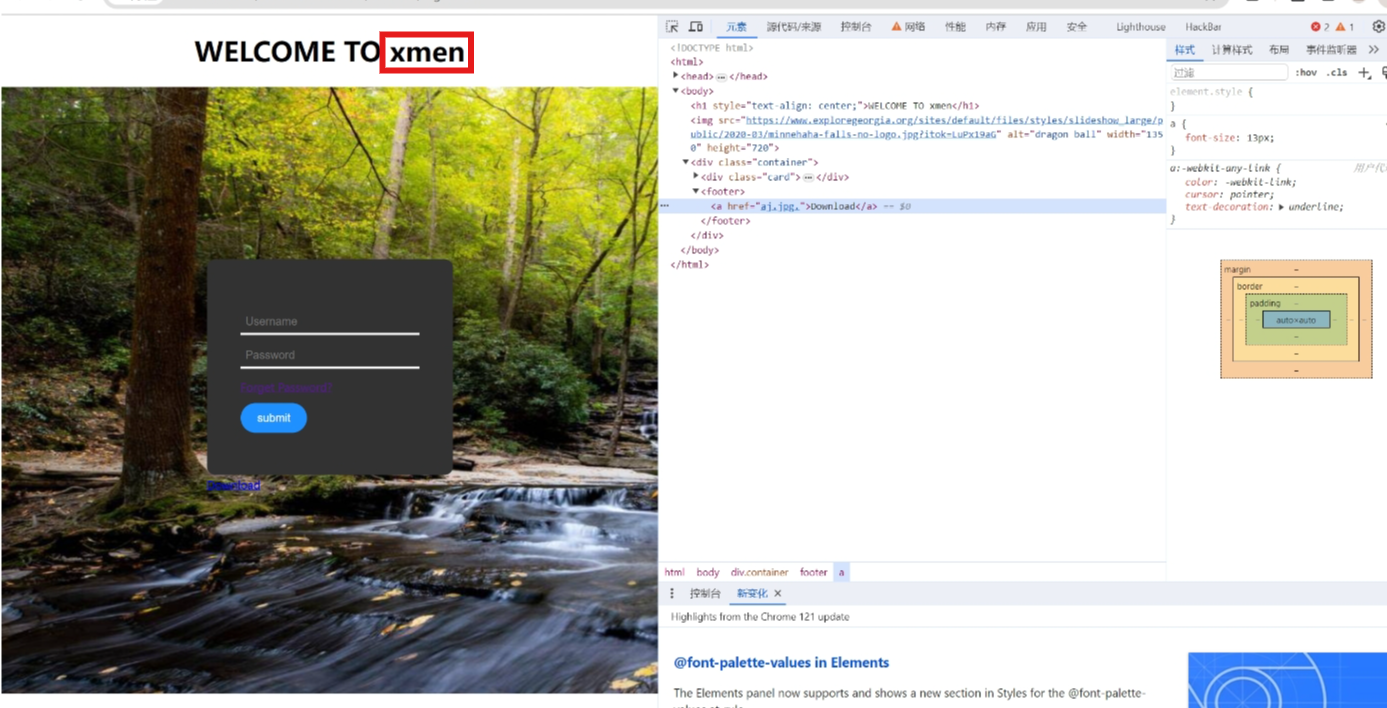 WELCOME TO xmen
Username
Password
Forget Password?
submit
Download
元素 源代码/来源 控制台 网络 性能 内存 应用 安全 Lighthouse HackBar 2 1
<!DOCTYPE html>
<html>
<head> … </head>
<body>
<h1 style="text-align: center;">WELCOME TO xmen</h1>
<img src="https://www.exploregeorgia.org/sites/default/files/styles/slideshow_large/p
ublic/2020-03/minnehaha-falls-no-logo.jpg?itok=LuPx19aG" alt="dragon ball" width="135
0" height="720">
<div class="container">
<div class="card"> … </div>
<footer>
<a href="aj.jpg.">Download</a> == $0
</footer>
</div>
</body>
</html>
html body div.container footer a
样式 计算样式 布局 事件监听器
过滤 :hov .cls
element.style {
}
a {
font-size: 13px;
}
a:-webkit-any-link { 用户代
color: -webkit-link;
cursor: pointer;
text-decoration: underline;
}
margin -
border -
padding -
- - - auto×auto - - -
-
-
-
控制台 新变化 ×
Highlights from the Chrome 121 update
@font-palette-values in Elements
The Elements panel now supports and shows a new section in Styles for the @font-palette-